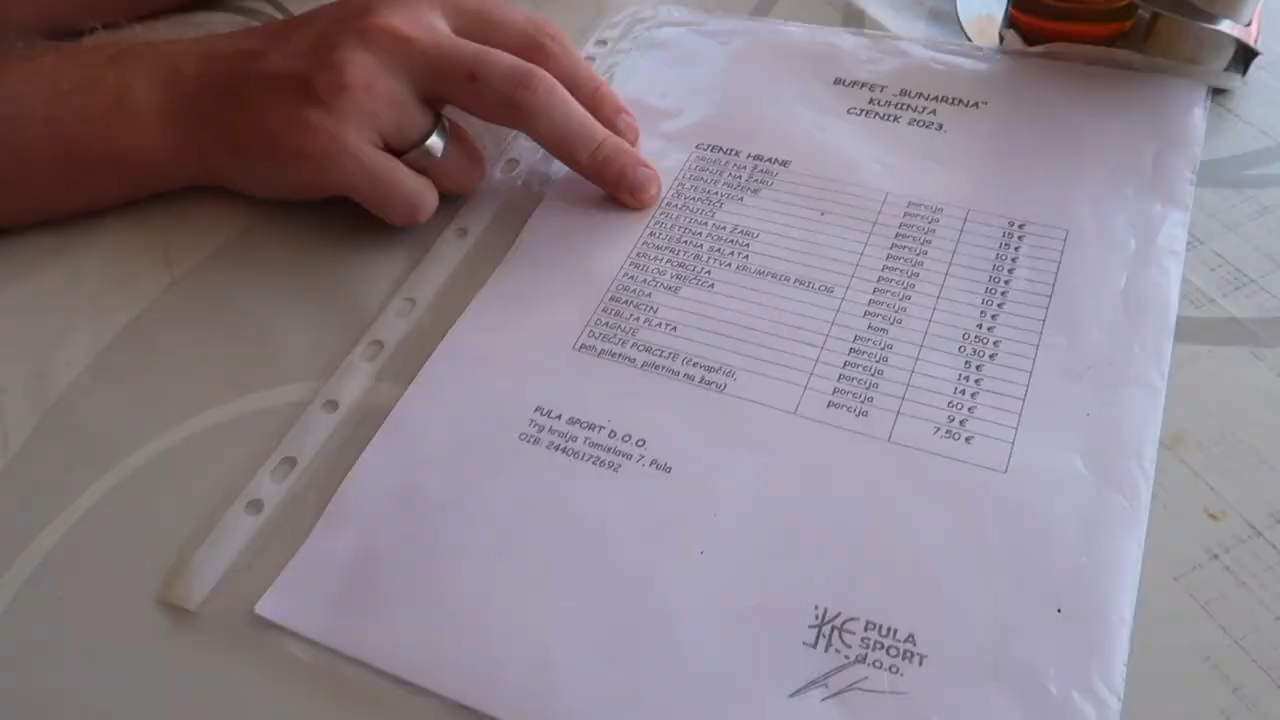 BUFFET „BUNARINA"
KUHINJA
CJENIK 2023.
CJENIK HRANE
SRDELE NA ŽARU porcija 9 €
LIGNJE NA ŽARU porcija 15 €
LIGNJE PRŽENE porcija 15 €
PLJESKAVICA porcija 10 €
ČEVAPČIĆI porcija 10 €
RAŽNJIĆI porcija 10 €
PILETINA NA ŽARU porcija 10 €
PILETINA POHANA porcija 10 €
MIJEŠANA SALATA porcija 5 €
POMFRIT/BLITVA KRUMPRIR PRILOG porcija 4 €
KRUH PORCIJA porcija 0,50 €
PRILOG VREĆICA kom 0,30 €
PALAČINKE porcija 5 €
ORADA porcija 14 €
BRANCIN porcija 14 €
RIBLJA PLATA porcija 60 €
DAGNJE porcija 9 €
DJEČJE PORCIJE (čevapčići, porcija 7,50 €
poh.piletina, piletina na žaru)
PULA SPORT D.O.O.
Trg kralja Tomislava 7, Pula
OIB: 24406172692
PULA
SPORT
d.o.o.